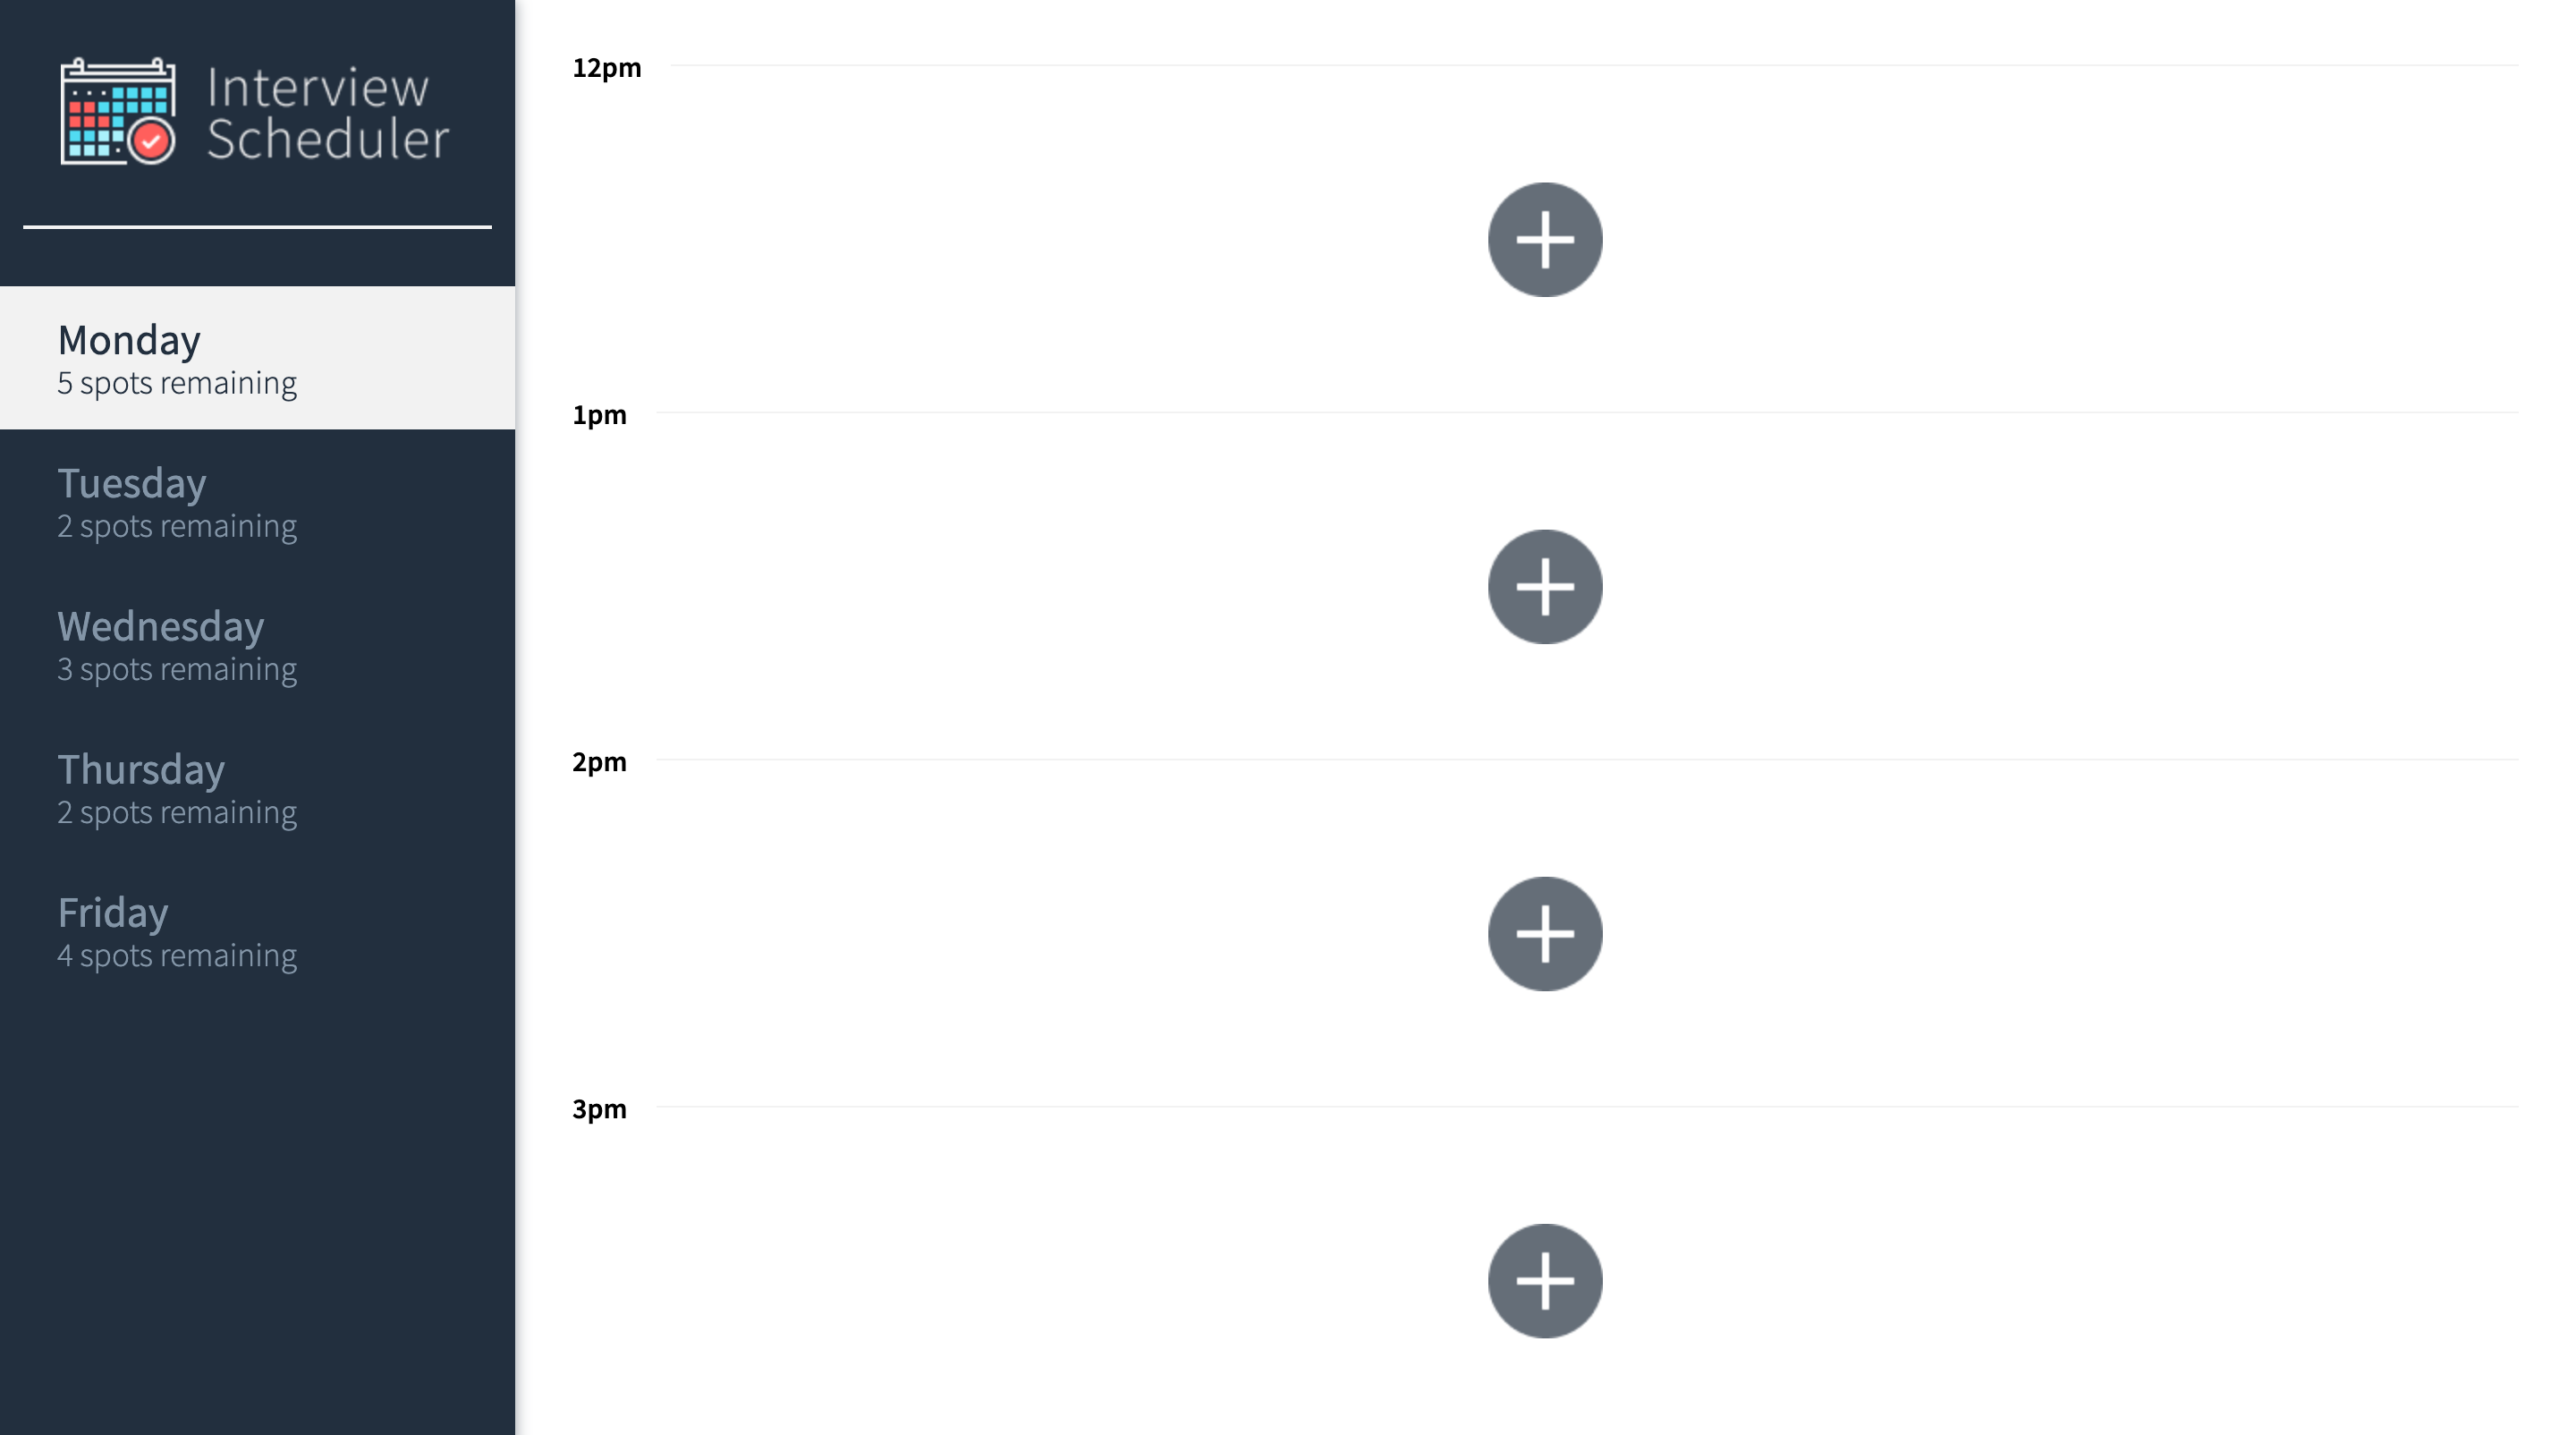 Interview
Scheduler
Monday
5 spots remaining
Tuesday
2 spots remaining
Wednesday
3 spots remaining
Thursday
2 spots remaining
Friday
4 spots remaining
12pm
1pm
2pm
3pm